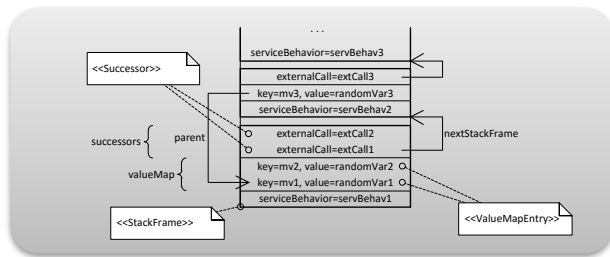 ...
serviceBehavior=servBehav3
<<Successor>>
externalCall=extCall3
key=mv3, value=randomVar3
serviceBehavior=servBehav2
successors
parent
externalCall=extCall2
nextStackFrame
externalCall=extCall1
valueMap
key=mv2, value=randomVar2
key=mv1, value=randomVar1
serviceBehavior=servBehav1
<<StackFrame>>
<<ValueMapEntry>>